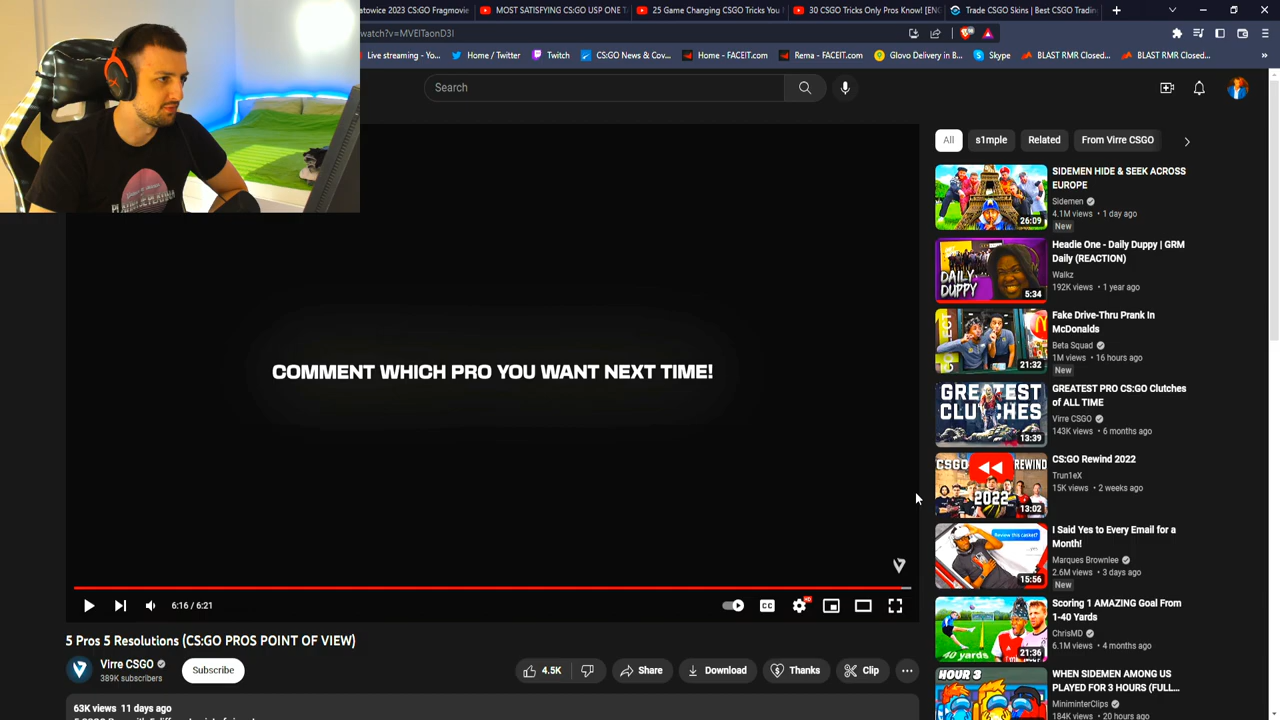 atowice 2023 CS:GO Fragmovie
MOST SATISFYING CS:GO USP ONE T
25 Game Changing CSGO Tricks You
30 CSGO Tricks Only Pros Know! [EN
Trade CSGO Skins | Best CSGO Tradin
watch?v=MVEITaonD3I
Live streaming - Yo...
Home / Twitter
Twitch
CS:GO News & Cov...
Home - FACEIT.com
Rema - FACEIT.com
Glovo Delivery in B...
Skype
BLAST RMR Closed...
BLAST RMR Closed...
Search
All
s1mple
Related
From Virre CSGO
SIDEMEN HIDE & SEEK ACROSS
EUROPE
Sidemen
4.1M views 1 day ago
New
26:09
Headie One - Daily Duppy | GRM
Daily (REACTION)
Walkz
192K views 1 year ago
DAILY
DUPPY
5:34
Fake Drive-Thru Prank In
McDonalds
Beta Squad
1M views 16 hours ago
New
21:32
GREATEST PRO CS:GO Clutches
of ALL TIME
Virre CSGO
143K views 6 months ago
GREATEST
CLUTCHES
13:39
CS:GO Rewind 2022
Trun1eX
15K views 2 weeks ago
CSGO REWIND
2022
13:02
I Said Yes to Every Email for a
Month!
Marques Brownlee
2.6M views 3 days ago
New
Review this casket?
15:56
Scoring 1 AMAZING Goal From
1-40 Yards
ChrisMD
6.1M views 4 months ago
40 yards
21:36
WHEN SIDEMEN AMONG US
PLAYED FOR 3 HOURS (FULL...
MiniminterClips
184K views 20 hours ago
HOUR 3
COMMENT WHICH PRO YOU WANT NEXT TIME!
6:16 / 6:21
CC
HD
5 Pros 5 Resolutions (CS:GO PROS POINT OF VIEW)
Virre CSGO
389K subscribers
Subscribe
4.5K
Share
Download
Thanks
Clip
63K views 11 days ago